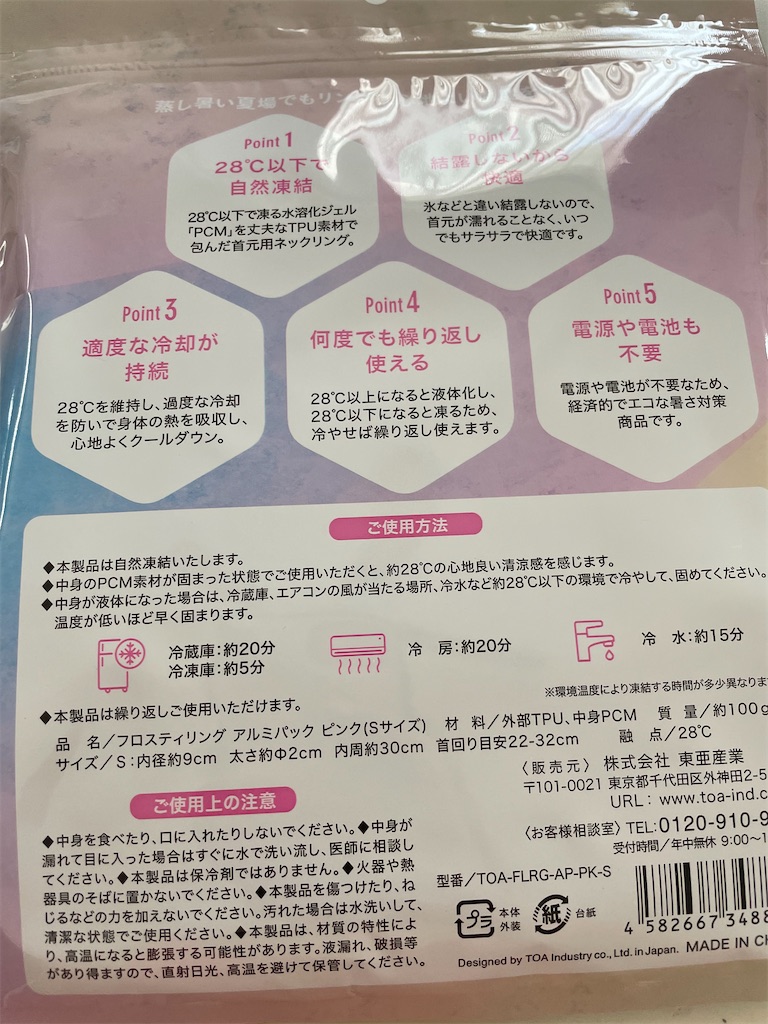 蒸し暑い夏場でもリン
Point 1
28℃以下で
自然凍結
28℃以下で凍る水溶化ジェル
「PCM」を丈夫なTPU素材で
包んだ首元用ネックリング。
Point 2
結露しないから
快適
氷などと違い結露しないので、
首元が濡れることなく、いつ
でもサラサラで快適です。
Point 3
適度な冷却が
持続
28℃を維持し、過度な冷却
を防いで身体の熱を吸収し、
心地よくクールダウン。
Point 4
何度でも繰り返し
使える
28℃以上になると液体化し、
28℃以下になると凍るため、
冷やせば繰り返し使えます。
Point 5
電源や電池も
不要
電源や電池が不要なため、
経済的でエコな暑さ対策
商品です。
ご使用方法
◆本製品は自然凍結いたします。
◆中身のPCM素材が固まった状態でご使用いただくと、約28℃の心地良い清涼感を感じます。
◆中身が液体になった場合は、冷蔵庫、エアコンの風が当たる場所、冷水など約28℃以下の環境で冷やして、固めてください。
温度が低いほど早く固まります。
冷蔵庫:約20分
冷凍庫:約5分
冷 房:約20分
冷 水:約15分
※環境温度により凍結する時間が多少異なりま
◆本製品は繰り返しご使用いただけます。
品 名/フロスティリング アルミパック ピンク(Sサイズ) 材 料/外部TPU、中身PCM 質 量/約100g
サイズ/S:内径約9cm 太さ約Φ2cm 内周約30cm 首回り目安22-32cm 融 点/28℃
〈販売元〉 株式会社 東亜産業
〒101-0021 東京都千代田区外神田2-5
URL: www.toa-ind.c
〈お客様相談室〉TEL:0120-910-9
受付時間/年中無休 9:00~1
ご使用上の注意
◆中身を食べたり、口に入れたりしないでください。◆中身が
漏れて目に入った場合はすぐに水で洗い流し、医師に相談し
てください。◆本製品は保冷剤ではありません。◆火器や熱
器具のそばに置かないでください。◆本製品を傷つけたり、ね
じるなどの力を加えないでください。汚れた場合は水洗いして、
清潔な状態でご使用ください。◆本製品は、材質の特性によ
り、高温になると膨張する可能性があります。液漏れ、破損等
があり得ますので、直射日光、高温を避けて保管してください。
型番/TOA-FLRG-AP-PK-S
プラ 本体
外装
紙 台紙
4 582667 3488
Designed by TOA Industry co., Ltd. in Japan. MADE IN CH